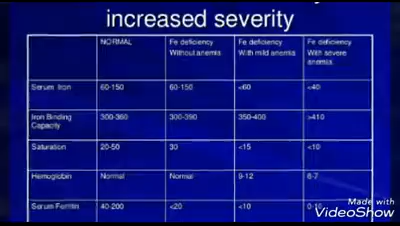 increased severity
NORMAL Fe deficiency Fe deficiency Fe deficiency
Without anemia With mild anemia With severe
anemia.
Serum Iron 60-150 60-150 <60 <40
Iron Binding 300-360 300-390 350-400 >410
Capacity
Saturation 20-50 30 <15 <10
Hemoglobin Normal Normal 9-12 6-7
Serum Ferritin 40-200 <20 <10
Made with
VideoShow